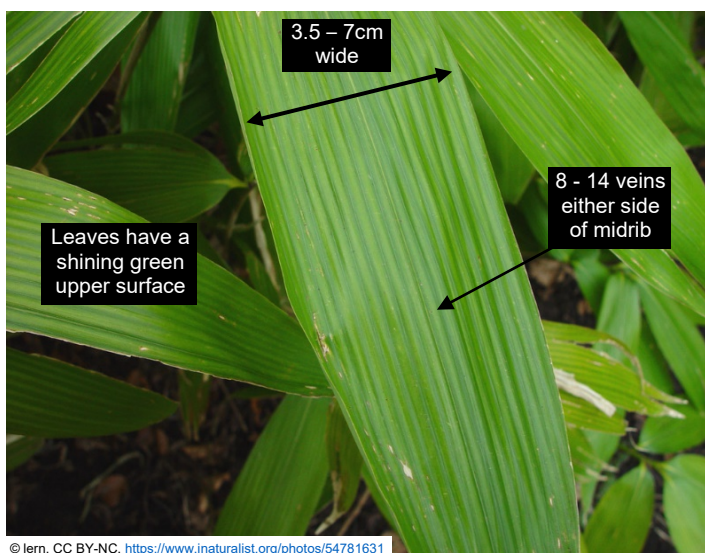 3.5 – 7cm
wide
8 - 14 veins
either side
of midrib
Leaves have a
shining green
upper surface
© lern, CC BY-NC, https://www.inaturalist.org/photos/54781631